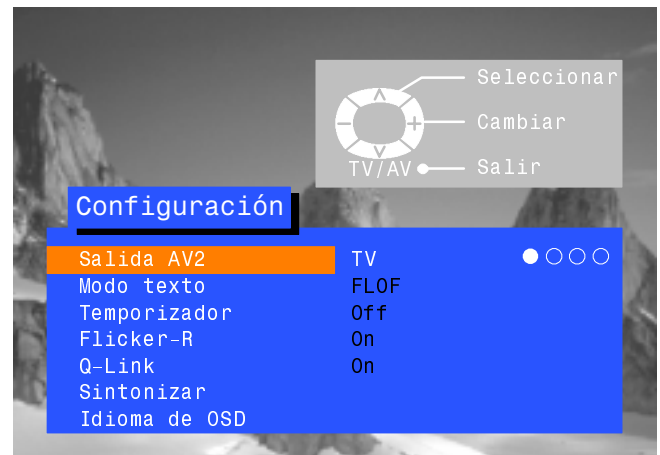 Seleccionar
Cambiar
TV/AV Salir
Configuración
Salida AV2 TV
Modo texto FLOF
Temporizador Off
Flicker-R On
Q-Link On
Sintonizar
Idioma de OSD